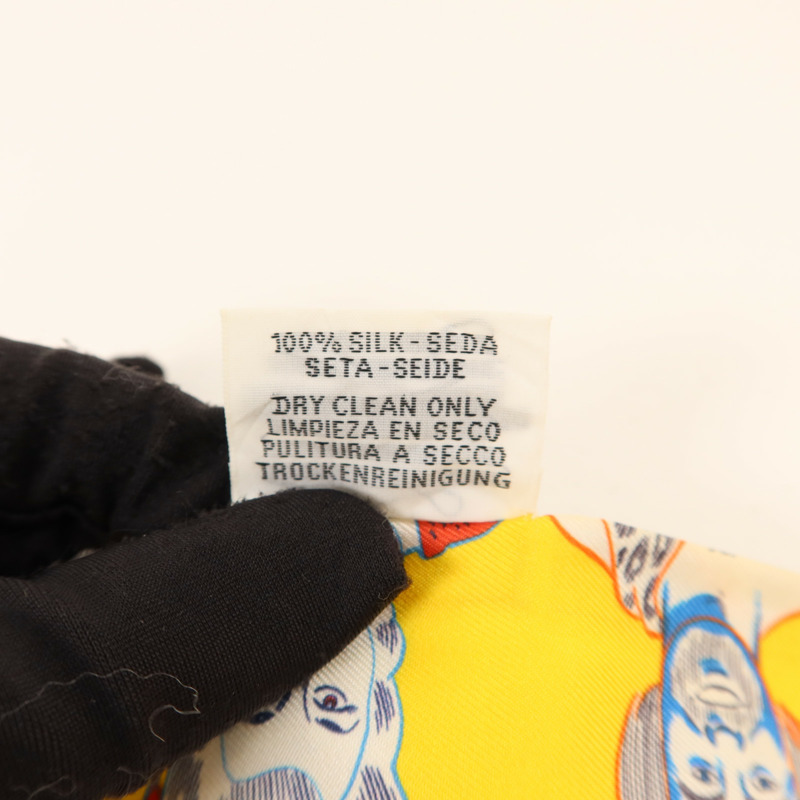 100% SILK - SEDA
SETA - SEIDE
DRY CLEAN ONLY
LIMPIEZA EN SECO
PULITURA A SECCO
TROCKENREINIGUNG